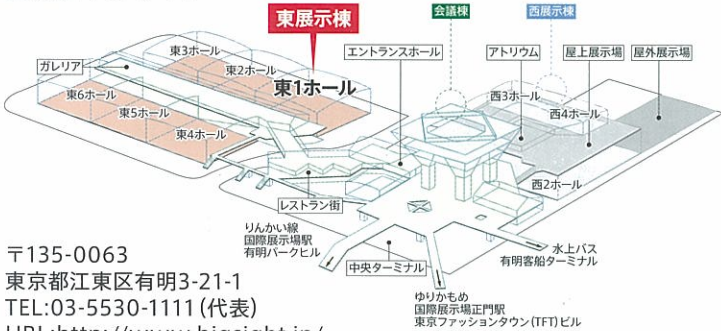 東展示棟
会議棟
西展示棟
東3ホール
ガレリア
東2ホール
東1ホール
エントランスホール
アトリウム
屋上展示場
屋外展示場
東6ホール
東5ホール
東4ホール
西3ホール
西4ホール
西2ホール
レストラン街
りんかい線
国際展示場駅
有明パークビル
中央ターミナル
水上バス
有明客船ターミナル
ゆりかもめ
国際展示場正門駅
東京ファッションタウン(TFT)ビル
〒135-0063
東京都江東区有明3-21-1
TEL:03-5530-1111(代表)
URL:http://www.bigsight.jp/